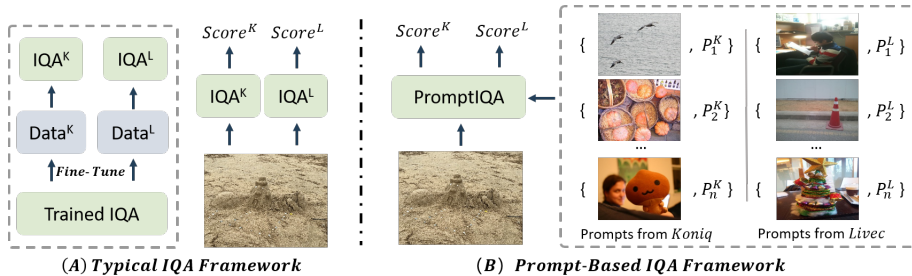 IQA^K IQA^L
Data^K Data^L
Fine-Tune
Trained IQA
Score^K Score^L
IQA^K IQA^L
(A) Typical IQA Framework
Score^K Score^L
PromptIQA
{ , P_1^K }
{ , P_2^K }
...
{ , P_n^K }
Prompts from Koniq
{ , P_1^L }
{ , P_2^L }
...
{ , P_n^L }
Prompts from Livec
(B) Prompt-Based IQA Framework